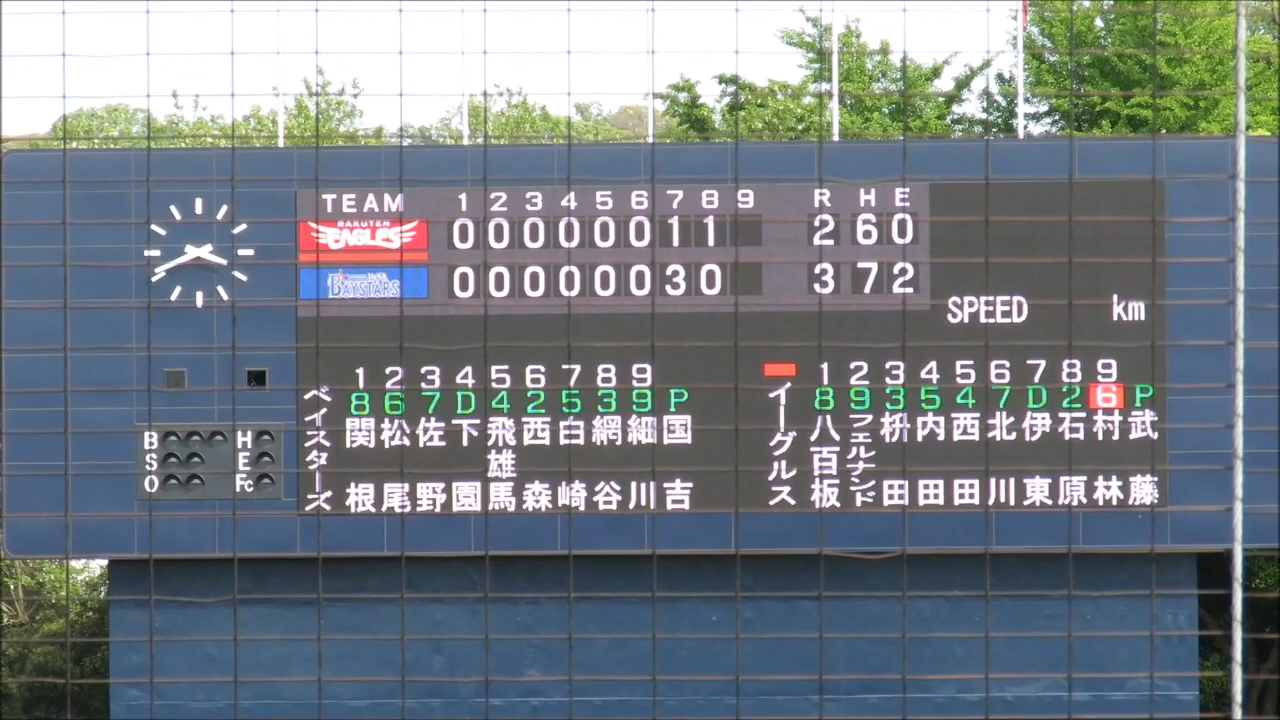 TEAM 1 2 3 4 5 6 7 8 9 R H E
RAKUTEN EAGLES 0 0 0 0 0 0 1 1 2 6 0
BAYSTARS 0 0 0 0 0 0 3 0 3 7 2
SPEED km
B H
S E
O Fc
ベイスターズ
1 2 3 4 5 6 7 8 9
8 6 7 D 4 2 5 3 9 P
関根
松尾
佐野
下園
飛雄馬
西森
白崎
網谷
細川
国吉
イーグルス
1 2 3 4 5 6 7 8 9
8 9 3 5 4 7 D 2 6 P
八百板
フェルナンド
枡田
内田
西田
北川
伊東
石原
村林
武藤